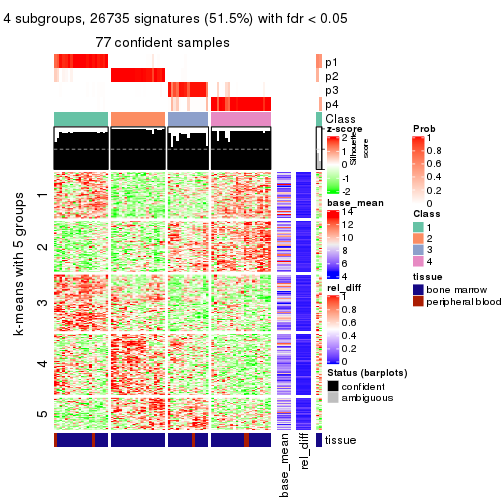 4 subgroups, 26735 signatures (51.5%) with fdr < 0.05
77 confident samples
p1
p2
p3
p4
Class
Silhouette
score
k-means with 5 groups
1
2
3
4
5
tissue
base_mean
rel_diff
z-score
2
1
0
-1
-2
base_mean
14
12
10
8
6
4
rel_diff
1
0.8
0.6
0.4
0.2
0
Status (barplots)
confident
ambiguous
Prob
1
0.8
0.6
0.4
0.2
0
Class
1
2
3
4
tissue
bone marrow
peripheral blood